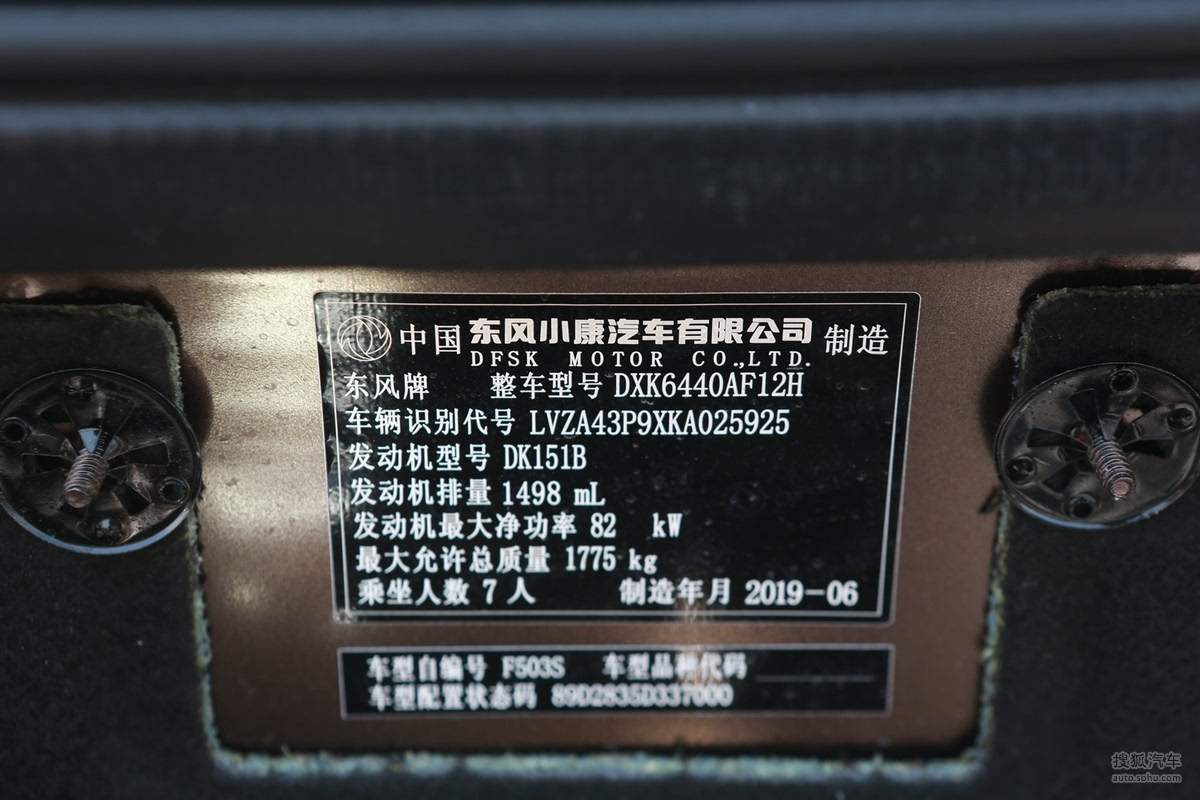 中国 东风小康汽车有限公司 制造
DFSK MOTOR CO.,LTD.
东风牌 整车型号 DXK6440AF12H
车辆识别代号 LVZA43P9XKA025925
发动机型号 DK151B
发动机排量 1498 mL
发动机最大净功率 82 kW
最大允许总质量 1775 kg
乘坐人数 7 人 制造年月 2019-06
车型自编号 F503S 车型品种代码
车型配置状态码 89D2835D337000
搜狐汽车
auto.sohu.com